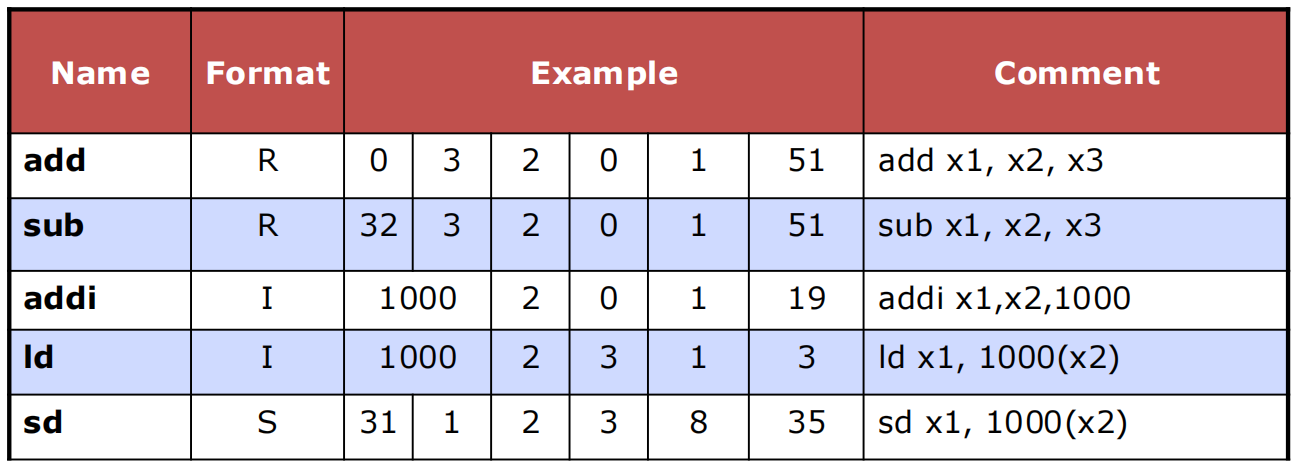 Name Format Example Comment
add R 0 3 2 0 1 51 add x1, x2, x3
sub R 32 3 2 0 1 51 sub x1, x2, x3
addi I 1000 2 0 1 19 addi x1,x2,1000
ld I 1000 2 3 1 3 ld x1, 1000(x2)
sd S 31 1 2 3 8 35 sd x1, 1000(x2)